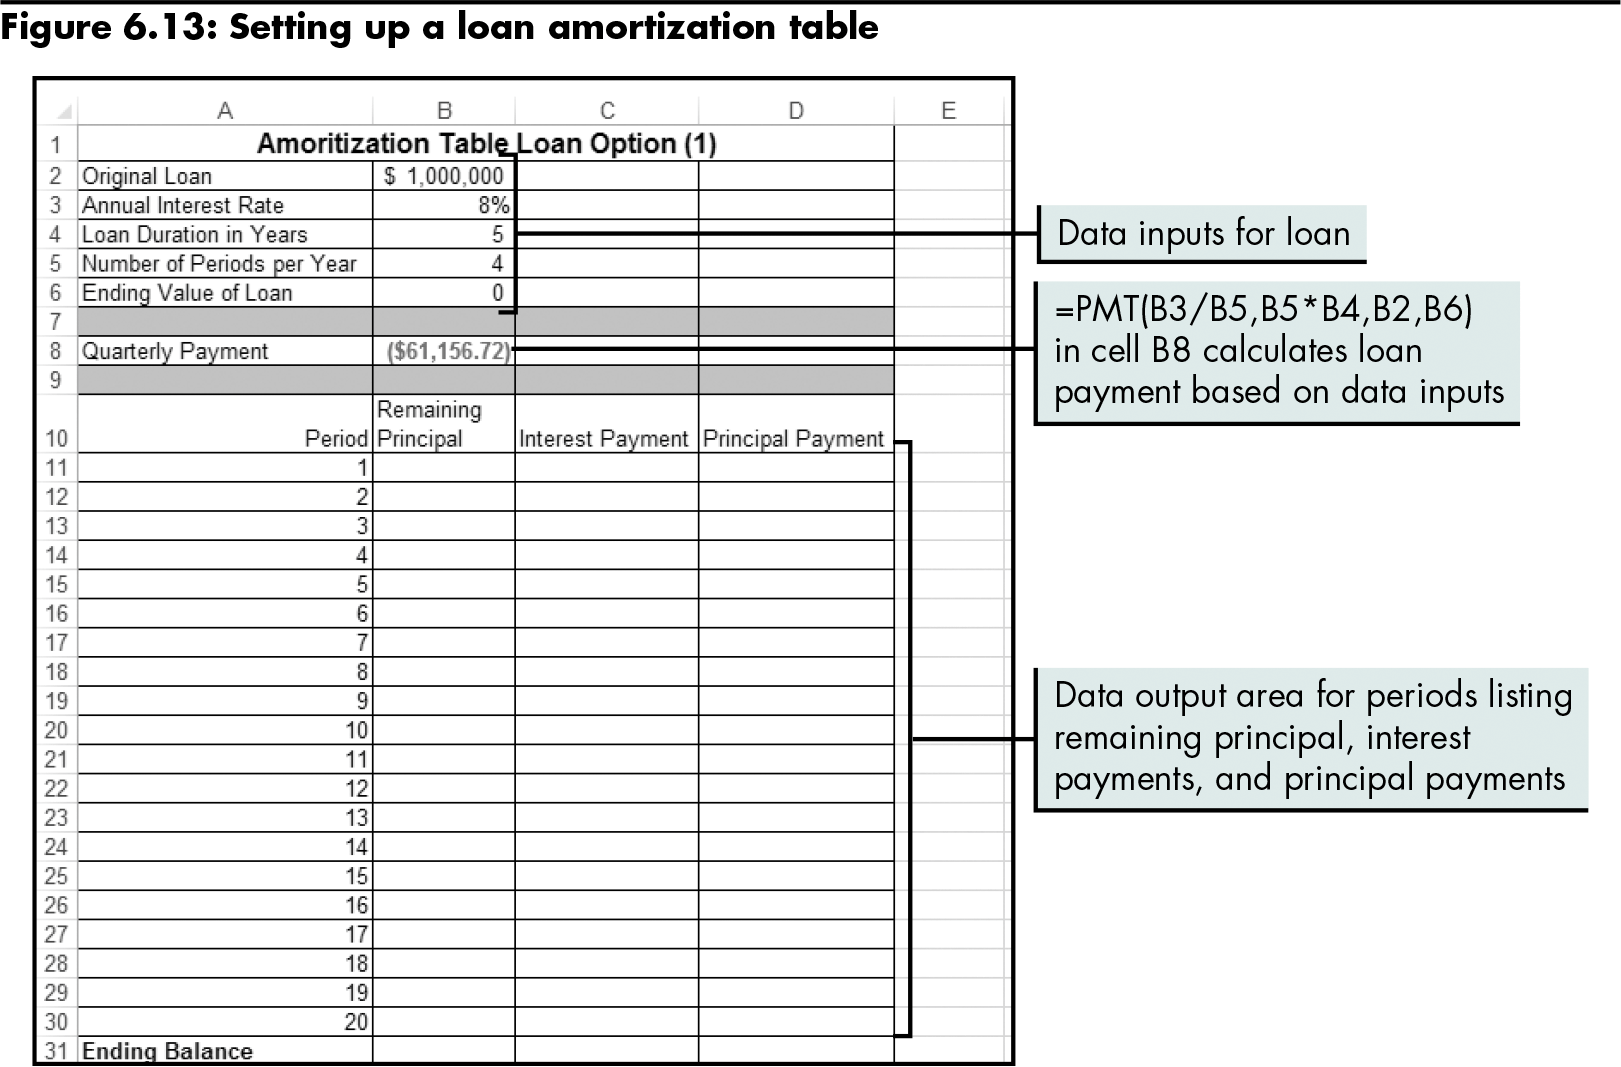 Figure 6.13: Setting up a loan amortization table
A B C D E
1 Amoritization Table Loan Option (1)
2 Original Loan $ 1,000,000
3 Annual Interest Rate 8%
4 Loan Duration in Years 5
5 Number of Periods per Year 4
6 Ending Value of Loan 0
7
8 Quarterly Payment ($61,156.72)
9
Remaining
10 Period Principal Interest Payment Principal Payment
11 1
12 2
13 3
14 4
15 5
16 6
17 7
18 8
19 9
20 10
21 11
22 12
23 13
24 14
25 15
26 16
27 17
28 18
29 19
30 20
31 Ending Balance
Data inputs for loan
=PMT(B3/B5,B5*B4,B2,B6)
in cell B8 calculates loan
payment based on data inputs
Data output area for periods listing
remaining principal, interest
payments, and principal payments